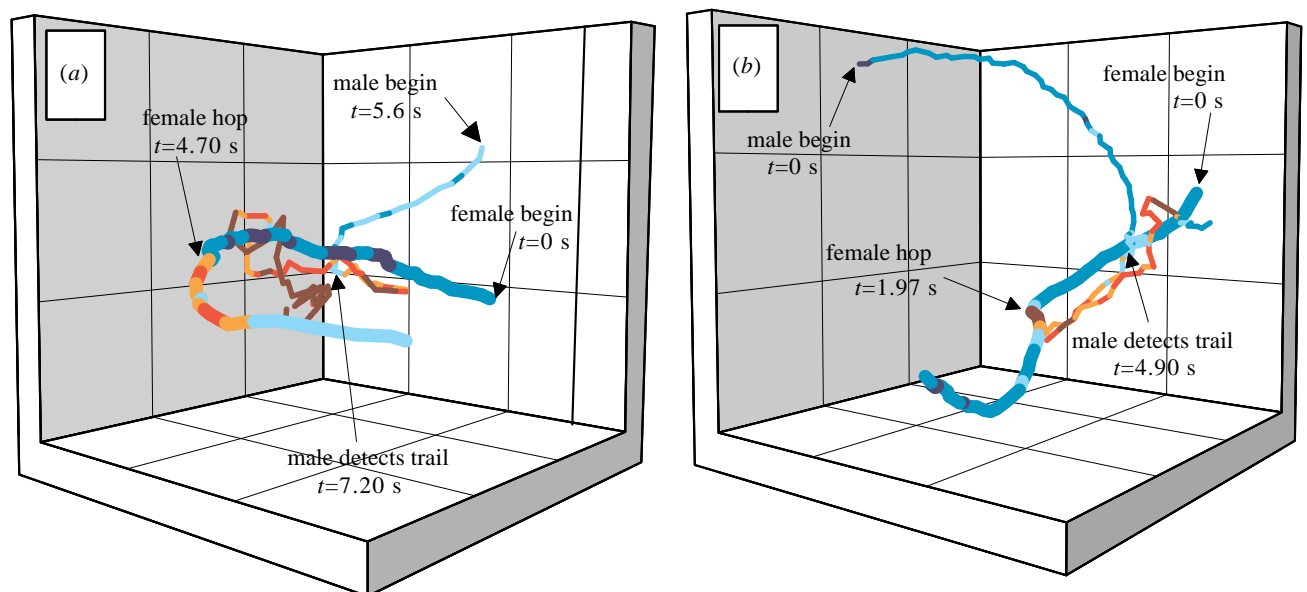 (a)
male begin
t=5.6 s
female hop
t=4.70 s
female begin
t=0 s
male detects trail
t=7.20 s
(b)
female begin
t=0 s
male begin
t=0 s
female hop
t=1.97 s
male detects trail
t=4.90 s